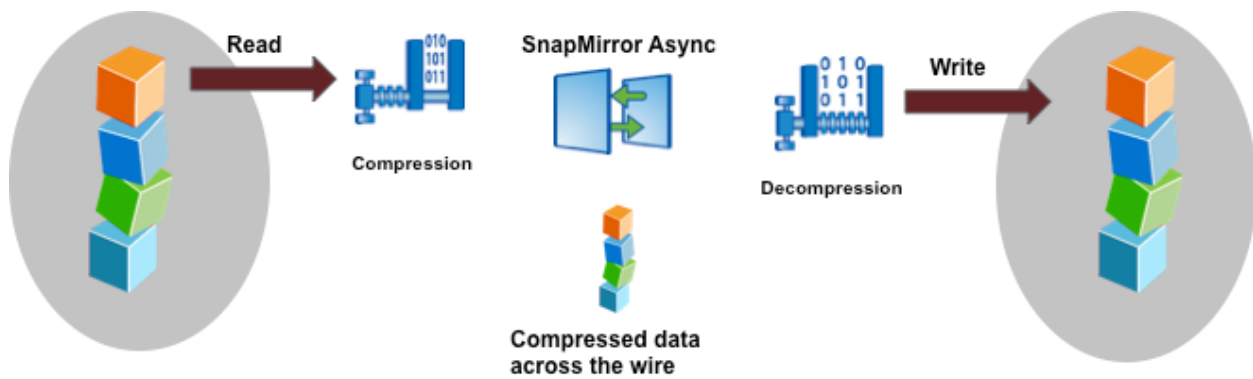 Read
010
101
011
Compression
SnapMirror Async
Compressed data
across the wire
0 1 0
1 0 1
0 1 1
Decompression
Write